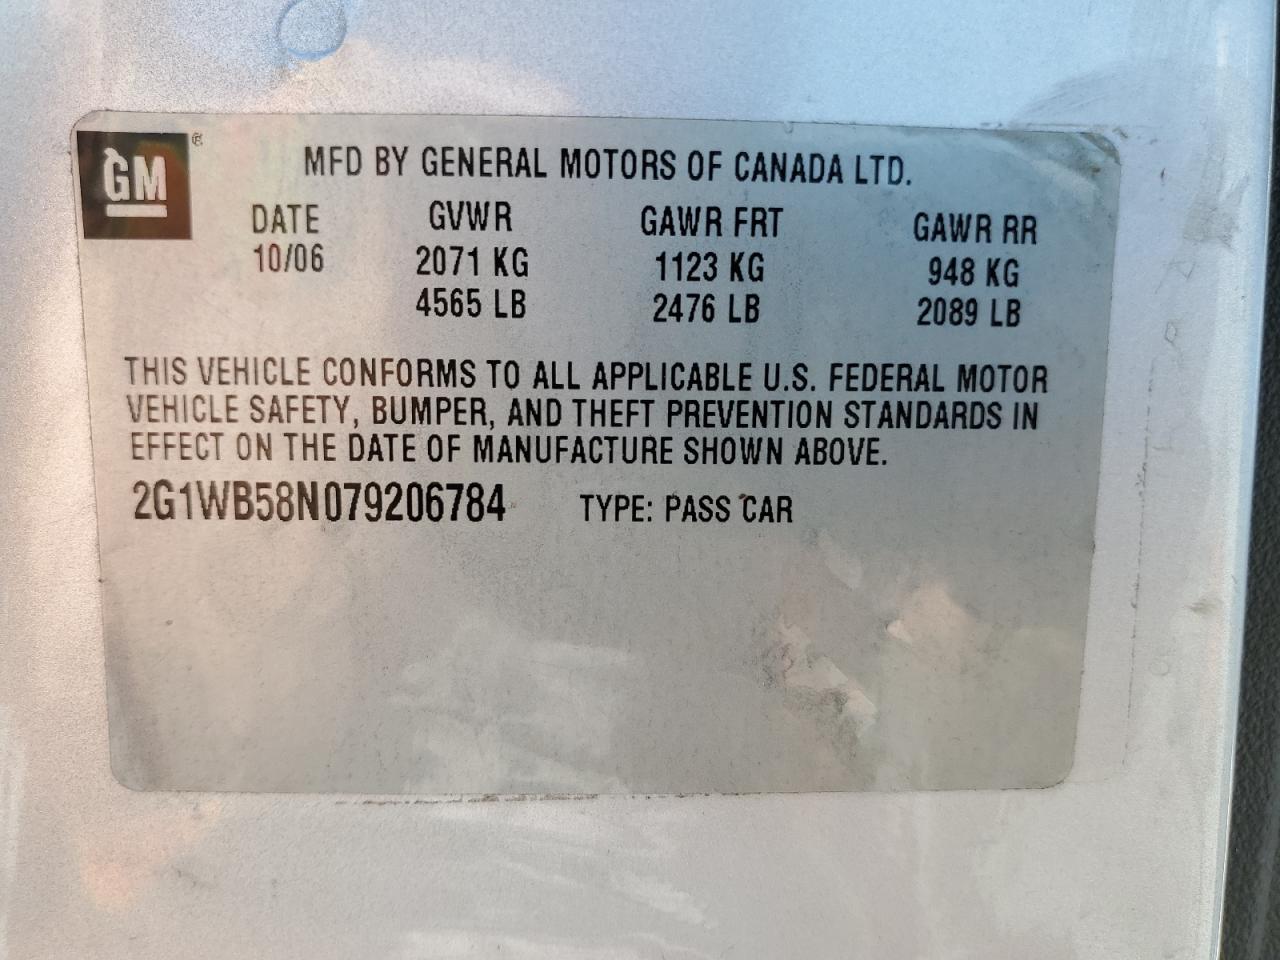 GM ®
MFD BY GENERAL MOTORS OF CANADA LTD.
DATE GVWR GAWR FRT GAWR RR
10/06 2071 KG 1123 KG 948 KG
4565 LB 2476 LB 2089 LB
THIS VEHICLE CONFORMS TO ALL APPLICABLE U.S. FEDERAL MOTOR
VEHICLE SAFETY, BUMPER, AND THEFT PREVENTION STANDARDS IN
EFFECT ON THE DATE OF MANUFACTURE SHOWN ABOVE.
2G1WB58N079206784 TYPE: PASS CAR